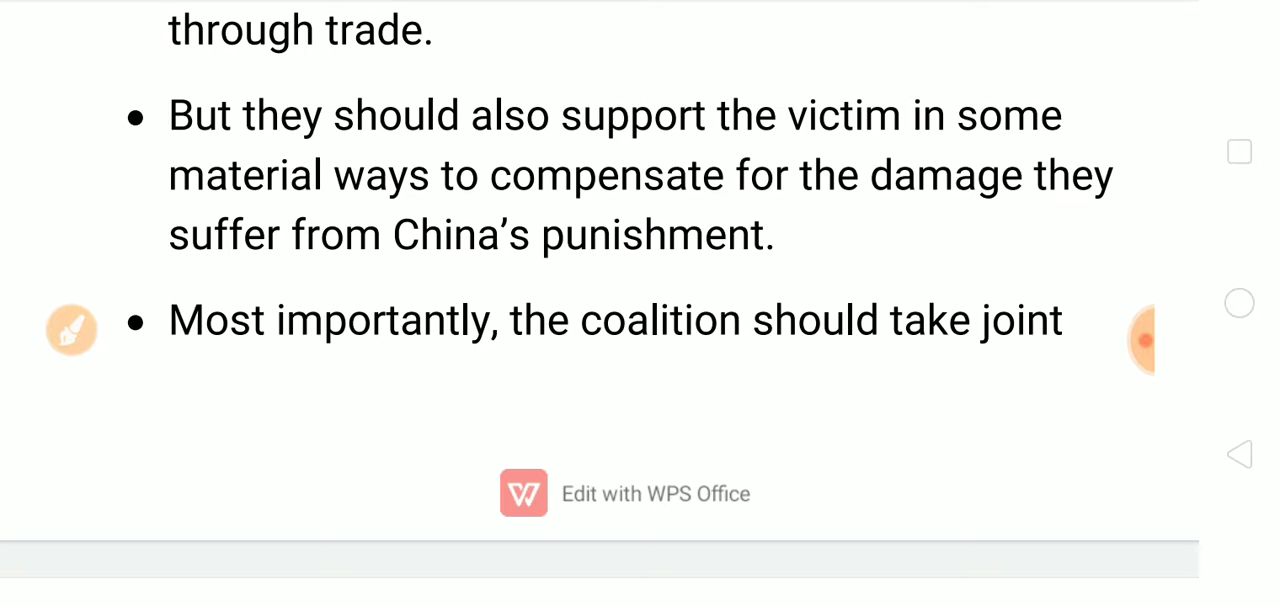 through trade.
• But they should also support the victim in some
material ways to compensate for the damage they
suffer from China’s punishment.
• Most importantly, the coalition should take joint
Edit with WPS Office